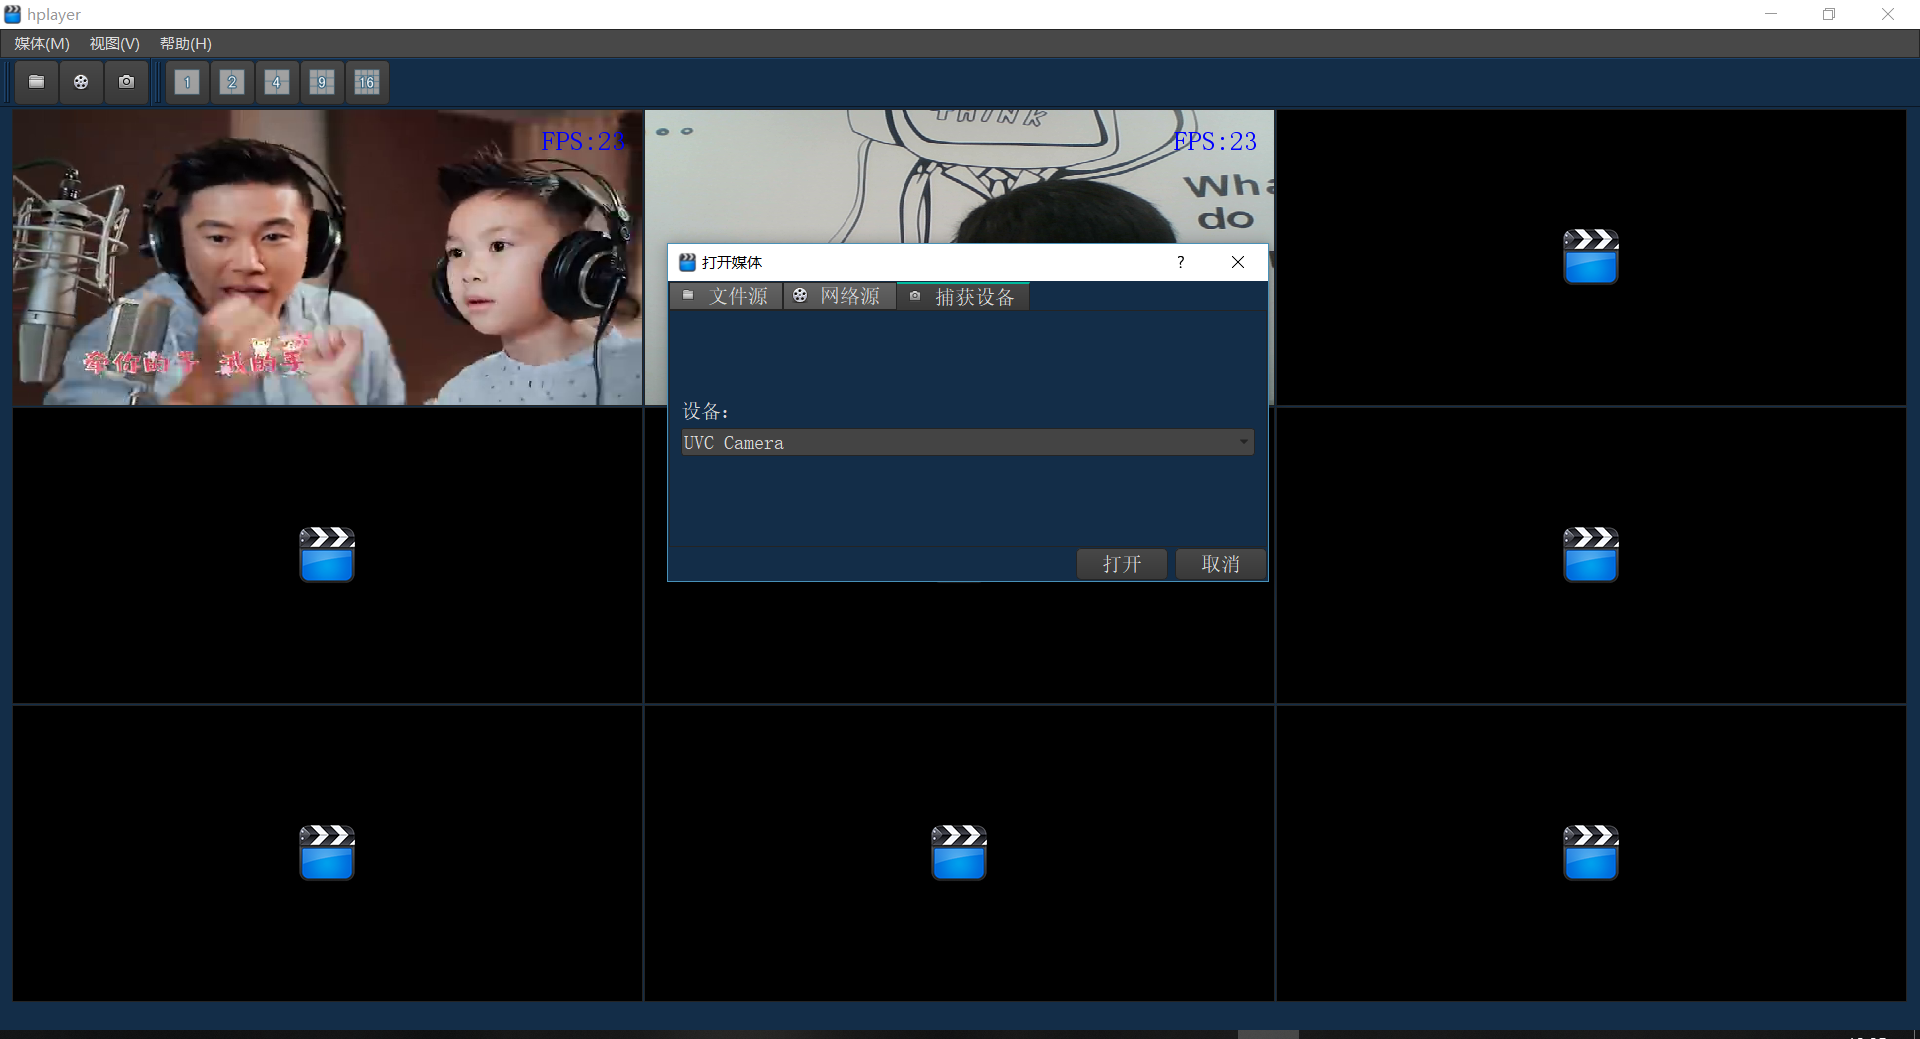 hplayer
媒体(M) 视图(V) 帮助(H)
1 2 4 9 16
FPS:23
牵你的手
的手
THINK
FPS:23
Wha
do
打开媒体
文件源 网络源 捕获设备
设备:
UVC Camera
打开 取消